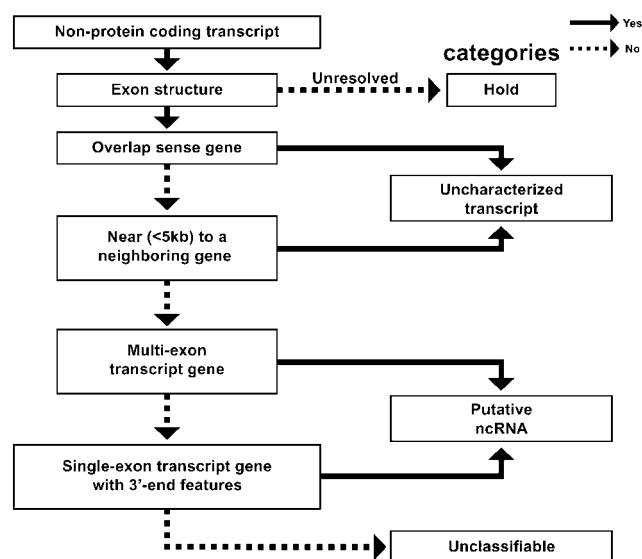 Yes
No
categories
Non-protein coding transcript
Exon structure
Unresolved
Hold
Overlap sense gene
Uncharacterized
transcript
Near (<5kb) to a
neighboring gene
Multi-exon
transcript gene
Putative
ncRNA
Single-exon transcript gene
with 3’-end features
Unclassifiable